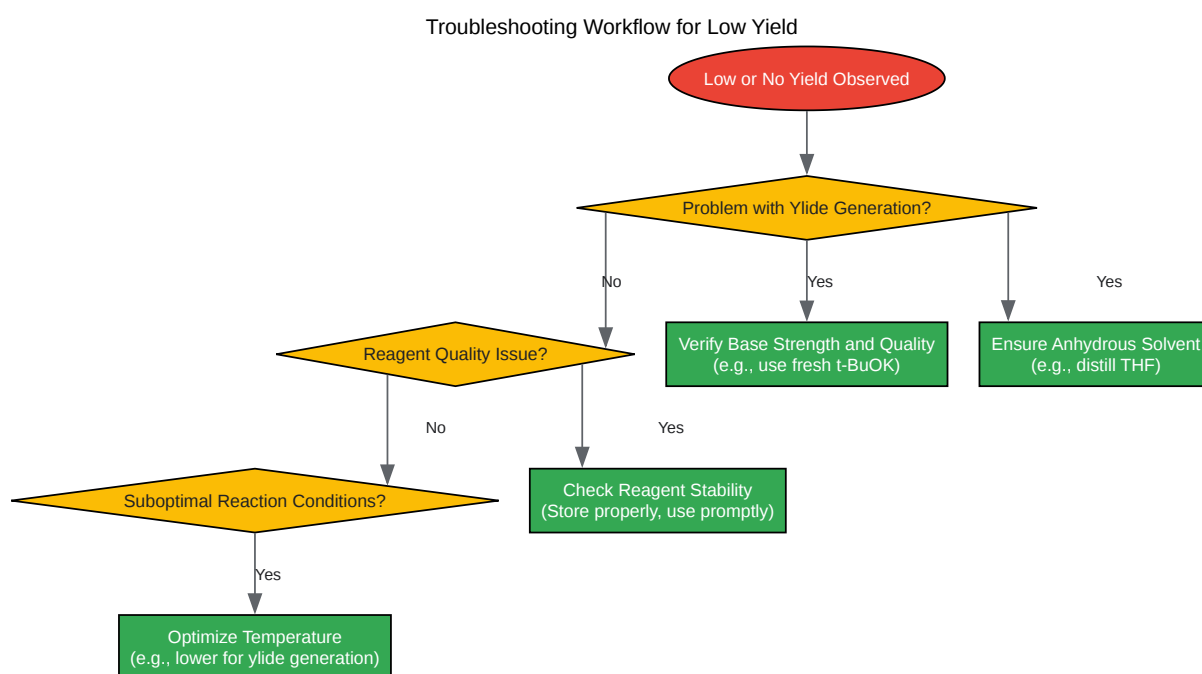 Troubleshooting Workflow for Low Yield
Low or No Yield Observed
Problem with Ylide Generation?
No
Yes
Yes
Reagent Quality Issue?
Verify Base Strength and Quality
(e.g., use fresh t-BuOK)
Ensure Anhydrous Solvent
(e.g., distill THF)
No
Yes
Suboptimal Reaction Conditions?
Check Reagent Stability
(Store properly, use promptly)
Yes
Optimize Temperature
(e.g., lower for ylide generation)